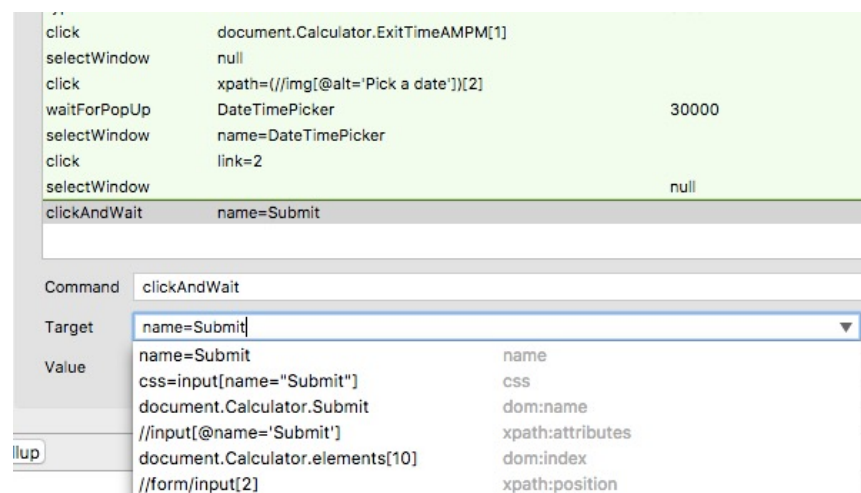 click document.Calculator.ExitTimeAMPM[1]
selectWindow null
click xpath=(//img[@alt='Pick a date'])[2]
waitForPopUp DateTimePicker 30000
selectWindow name=DateTimePicker
click link=2
selectWindow null
clickAndWait name=Submit
Command clickAndWait
Target name=Submit
Value
name=Submit name
css=input[name="Submit"] css
document.Calculator.Submit dom:name
//input[@name='Submit'] xpath:attributes
llup
document.Calculator.elements[10] dom:index
//form/input[2] xpath:position